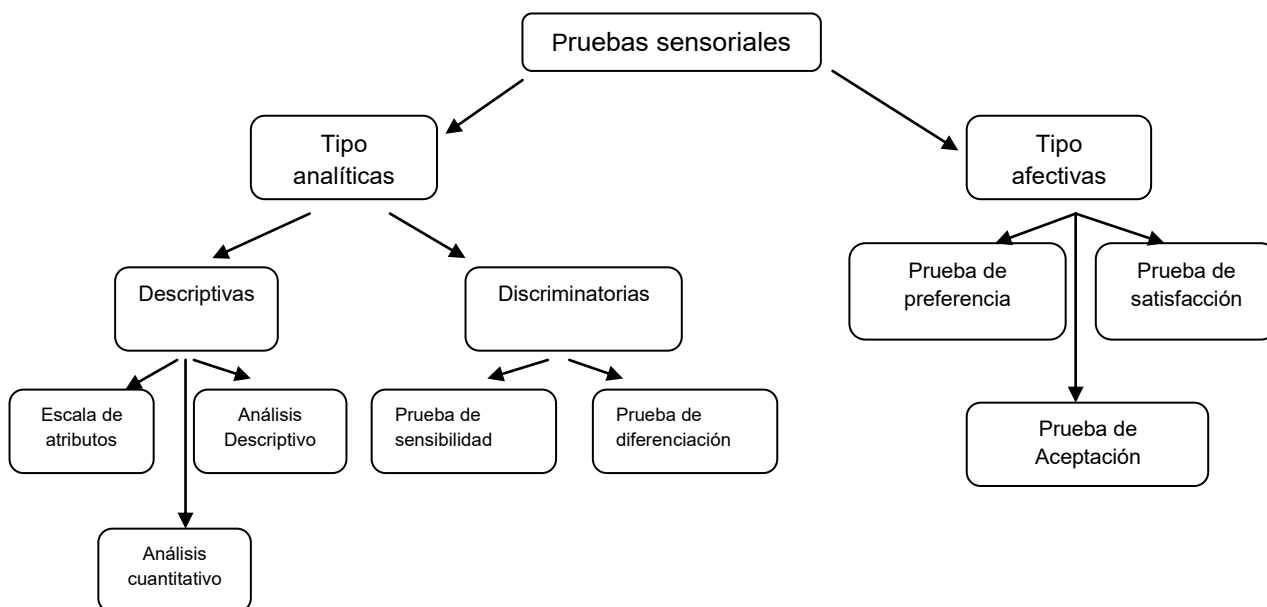 Pruebas sensoriales
Tipo
analíticas
Tipo
afectivas
Descriptivas
Discriminatorias
Prueba de
preferencia
Prueba de
satisfacción
Escala de
atributos
Análisis
Descriptivo
Prueba de
sensibilidad
Prueba de
diferenciación
Prueba de
Aceptación
Análisis
cuantitativo